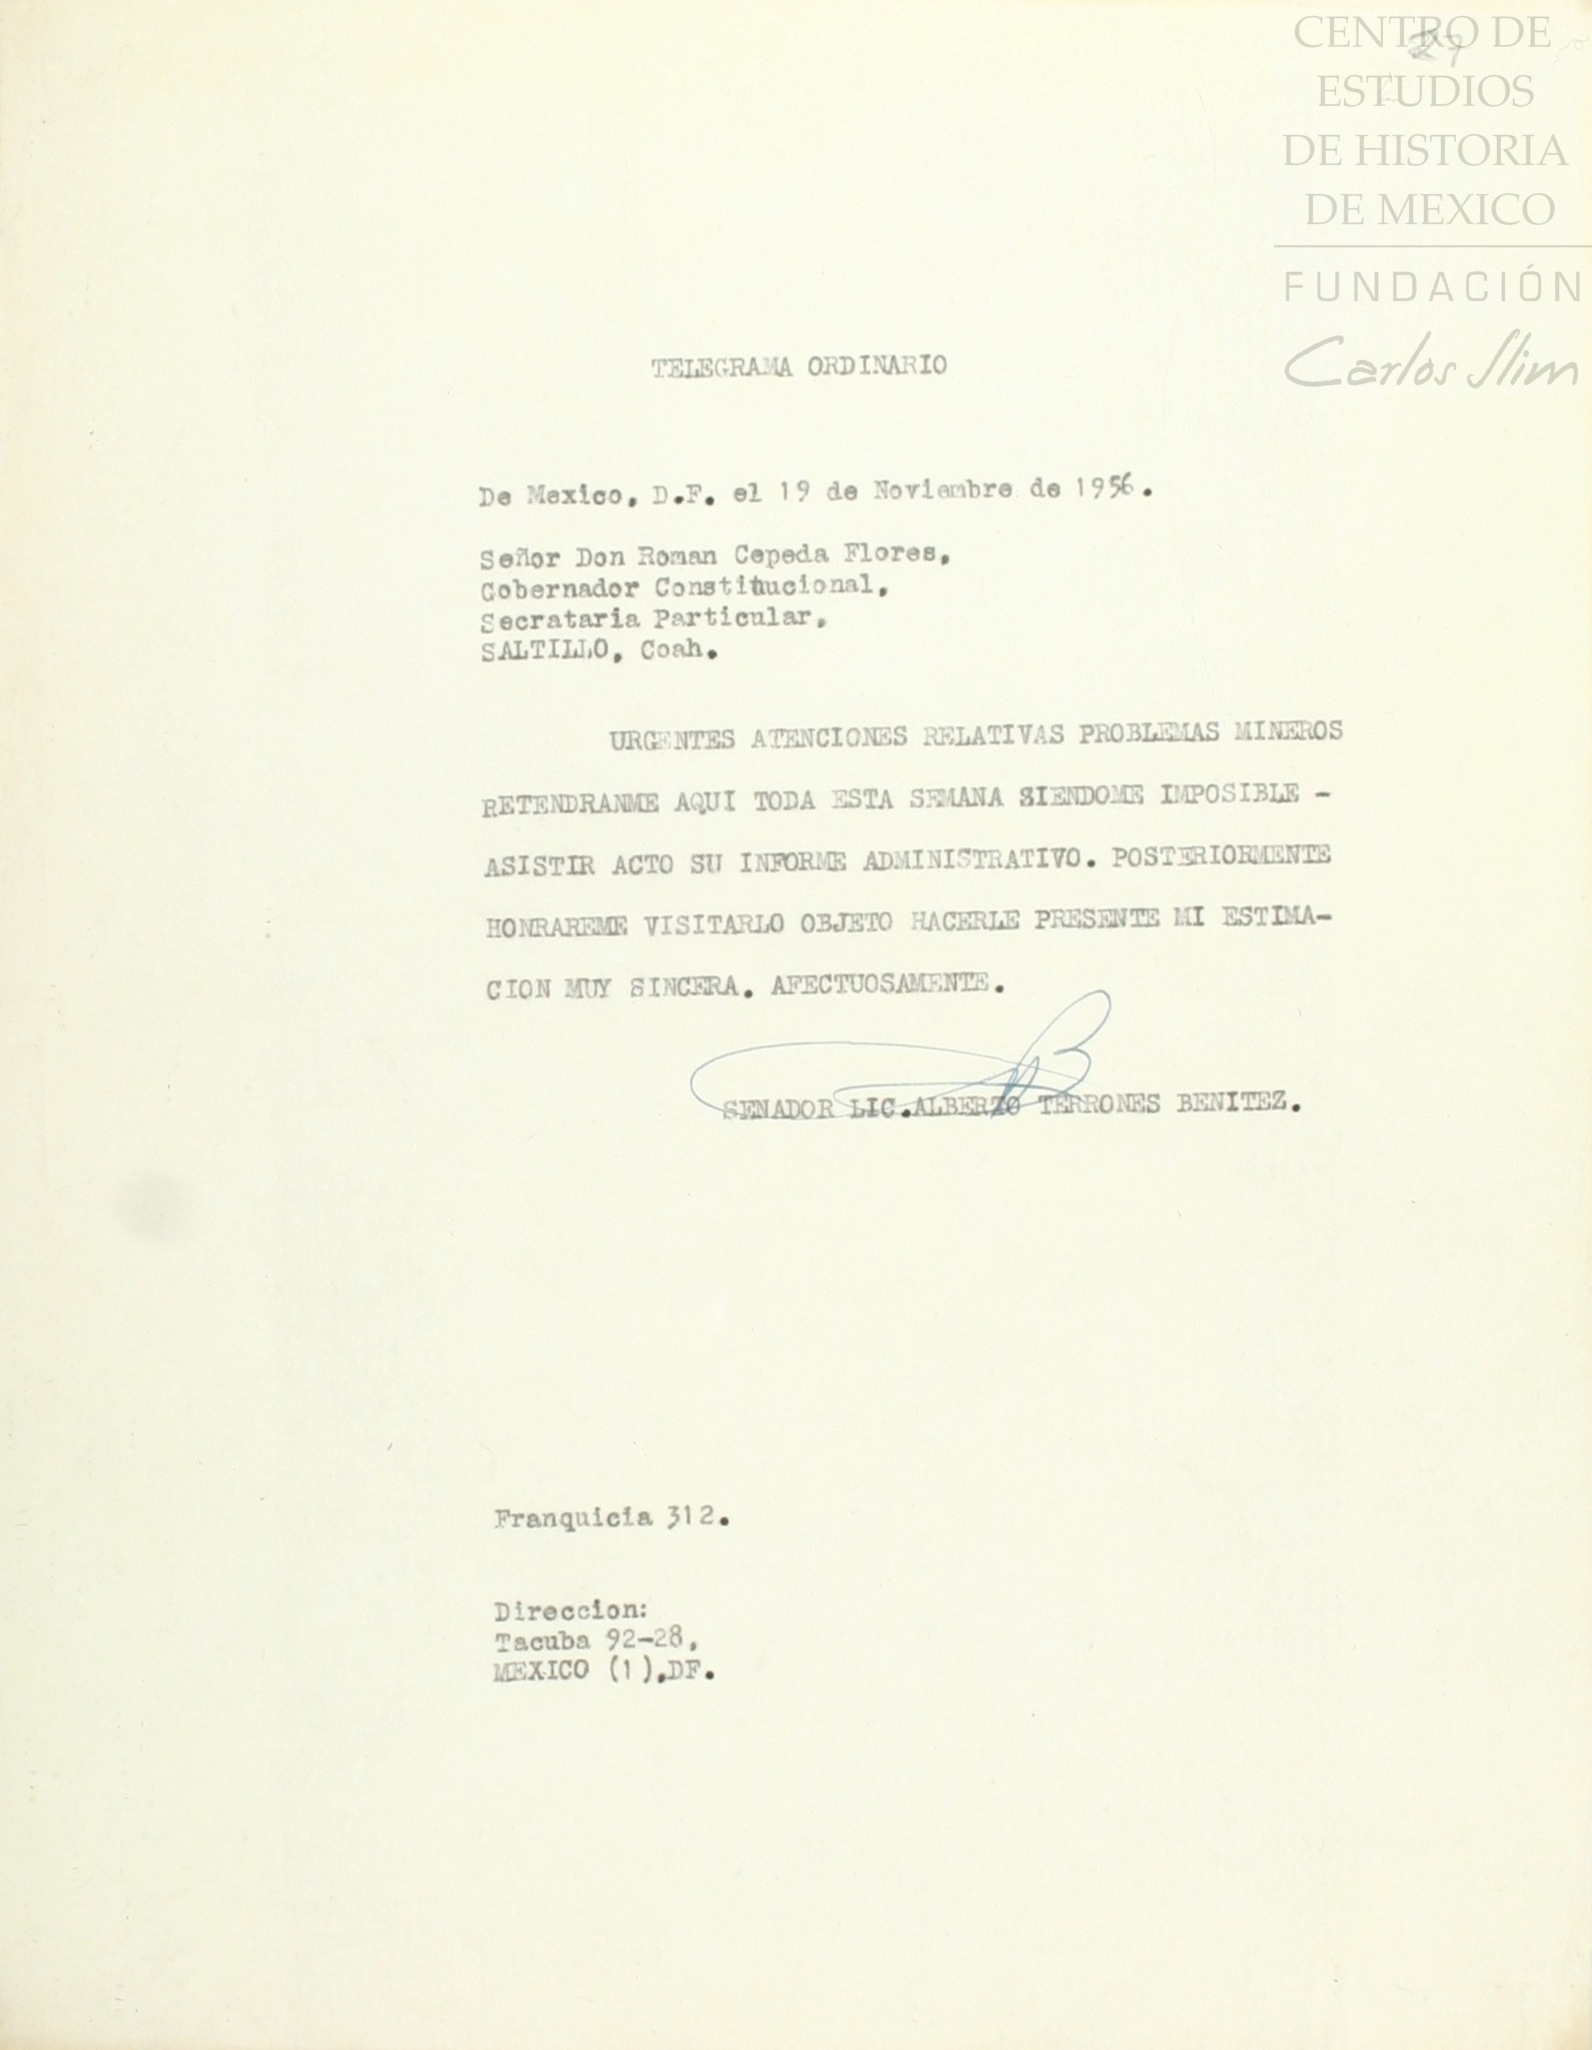 CENTRO DE
ESTUDIOS
DE HISTORIA
DE MEXICO
FUNDACIÓN
Carlos Slim
TELEGRAMA ORDINARIO
De Mexico, D.F. el 19 de Noviembre de 1956.
Señor Don Roman Cepeda Flores,
Gobernador Constitucional,
Secrataria Particular,
SALTILLO, Coah.
URGENTES ATENCIONES RELATIVAS PROBLEMAS MINEROS
RETENDRANME AQUI TODA ESTA SEMANA SIENDOME IMPOSIBLE -
ASISTIR ACTO SU INFORME ADMINISTRATIVO. POSTERIORMENTE
HONRAREME VISITARLO OBJETO HACERLE PRESENTE MI ESTIMA-
CION MUY SINCERA. AFECTUOSAMENTE.
SENADOR LIC.ALBERTO TERRONES BENITEZ.
Franquicia 312.
Direccion:
Tacuba 92-28,
MEXICO (1),DF.